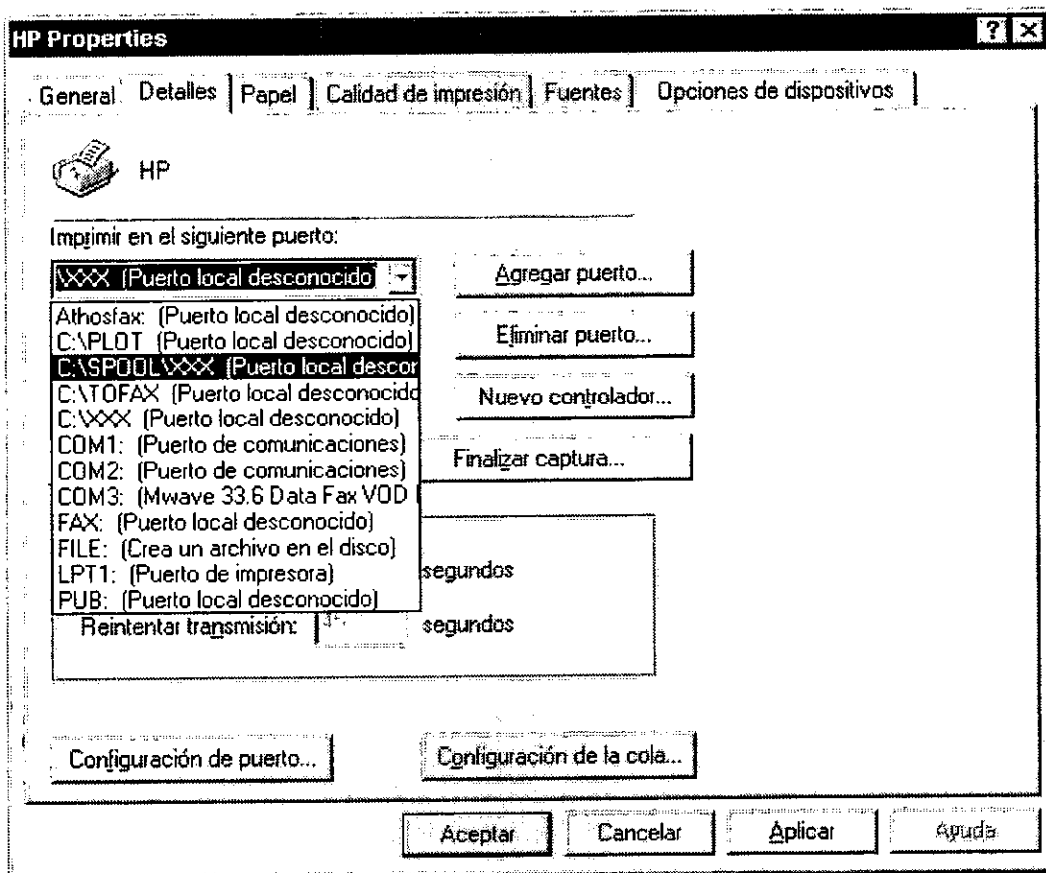 HP Properties
General Detalles Papel Calidad de impresión Fuentes Opciones de dispositivos
HP
Imprimir en el siguiente puerto:
\XXX (Puerto local desconocido)
Agregar puerto...
Athosfax: (Puerto local desconocido)
C:\PLOT (Puerto local desconocido)
Eliminar puerto...
C:\SPOOL\XXX (Puerto local descon
C:\TOFAX (Puerto local desconocido
Nuevo controlador...
C:\XXX (Puerto local desconocido)
COM1: (Puerto de comunicaciones)
COM2: (Puerto de comunicaciones)
Finalizar captura...
COM3: (Mwave 33.6 Data Fax VOD
FAX: (Puerto local desconocido)
FILE: (Crea un archivo en el disco)
LPT1: (Puerto de impresora)
segundos
PUB: (Puerto local desconocido)
Reintentar transmisión: segundos
Configuración de puerto... Configuración de la cola...
Aceptar Cancelar Aplicar Ayuda